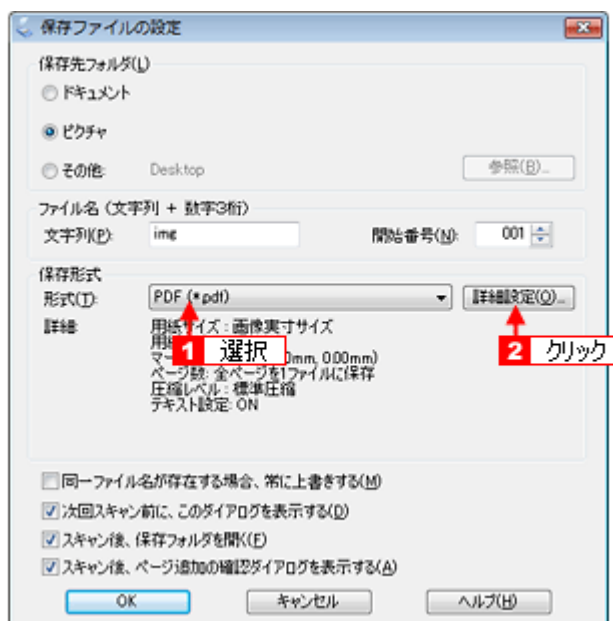 保存ファイルの設定
保存先フォルダ(L)
ドキュメント
ピクチャ
その他: Desktop 参照(B)...
ファイル名 (文字列 + 数字3桁)
文字列(P): img 開始番号(N): 001
保存形式
形式(T): PDF (*.pdf) 詳細設定(O)...
詳細: 用紙サイズ : 画像実寸サイズ
用紙
1 選択 2 クリック
マー 0mm, 0.00mm)
ページ数: 全ページを1ファイルに保存
圧縮レベル : 標準圧縮
テキスト設定: ON
同一ファイル名が存在する場合、常に上書きする(M)
次回スキャン前に、このダイアログを表示する(D)
スキャン後、保存フォルダを開く(F)
スキャン後、ページ追加の確認ダイアログを表示する(A)
OK キャンセル ヘルプ(H)